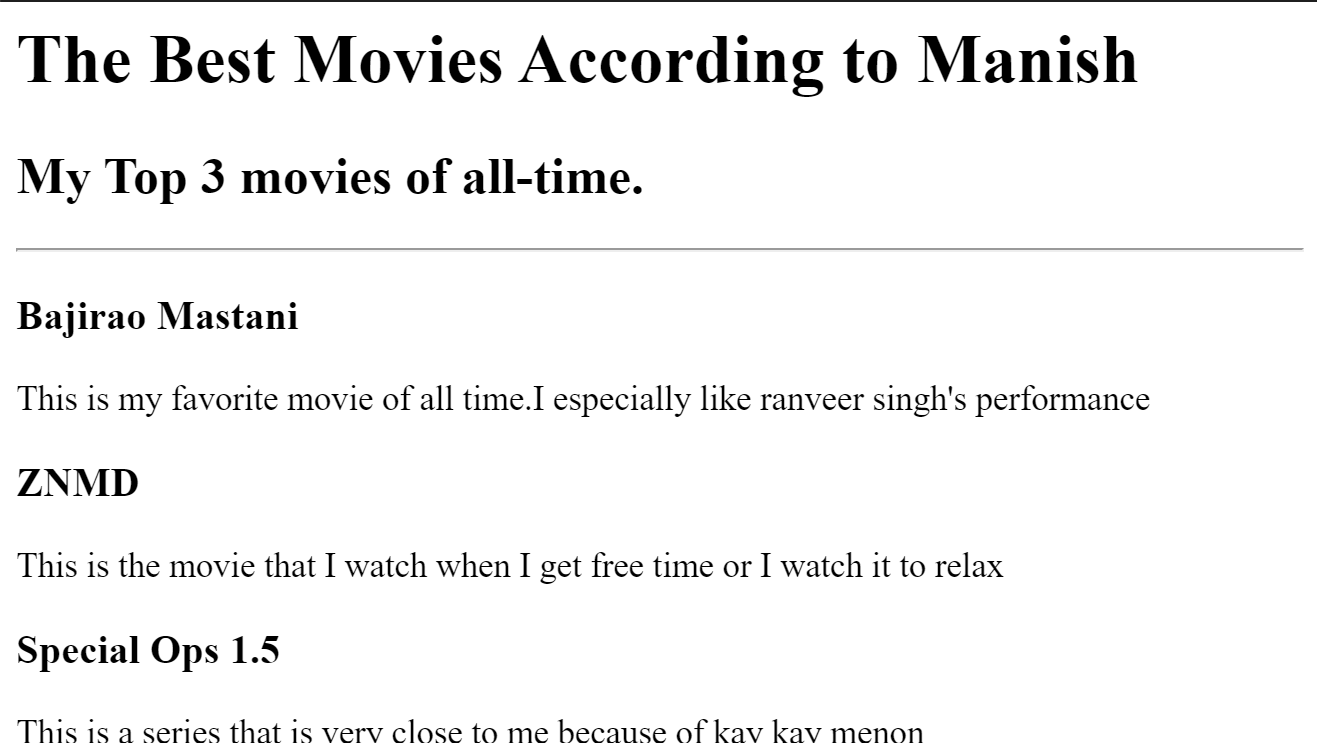 The Best Movies According to Manish
My Top 3 movies of all-time.
Bajirao Mastani
This is my favorite movie of all time.I especially like ranveer singh's performance
ZNMD
This is the movie that I watch when I get free time or I watch it to relax
Special Ops 1.5
This is a series that is very close to me because of kay kay menon